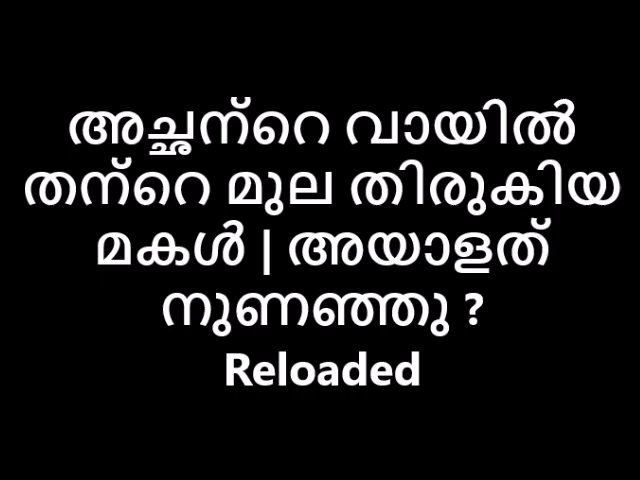 അച്ഛന്റെ വായിൽ
തന്റെ മുല തിരുകിയ
മകൾ | അയാളത്
നുണഞ്ഞു ?
Reloaded